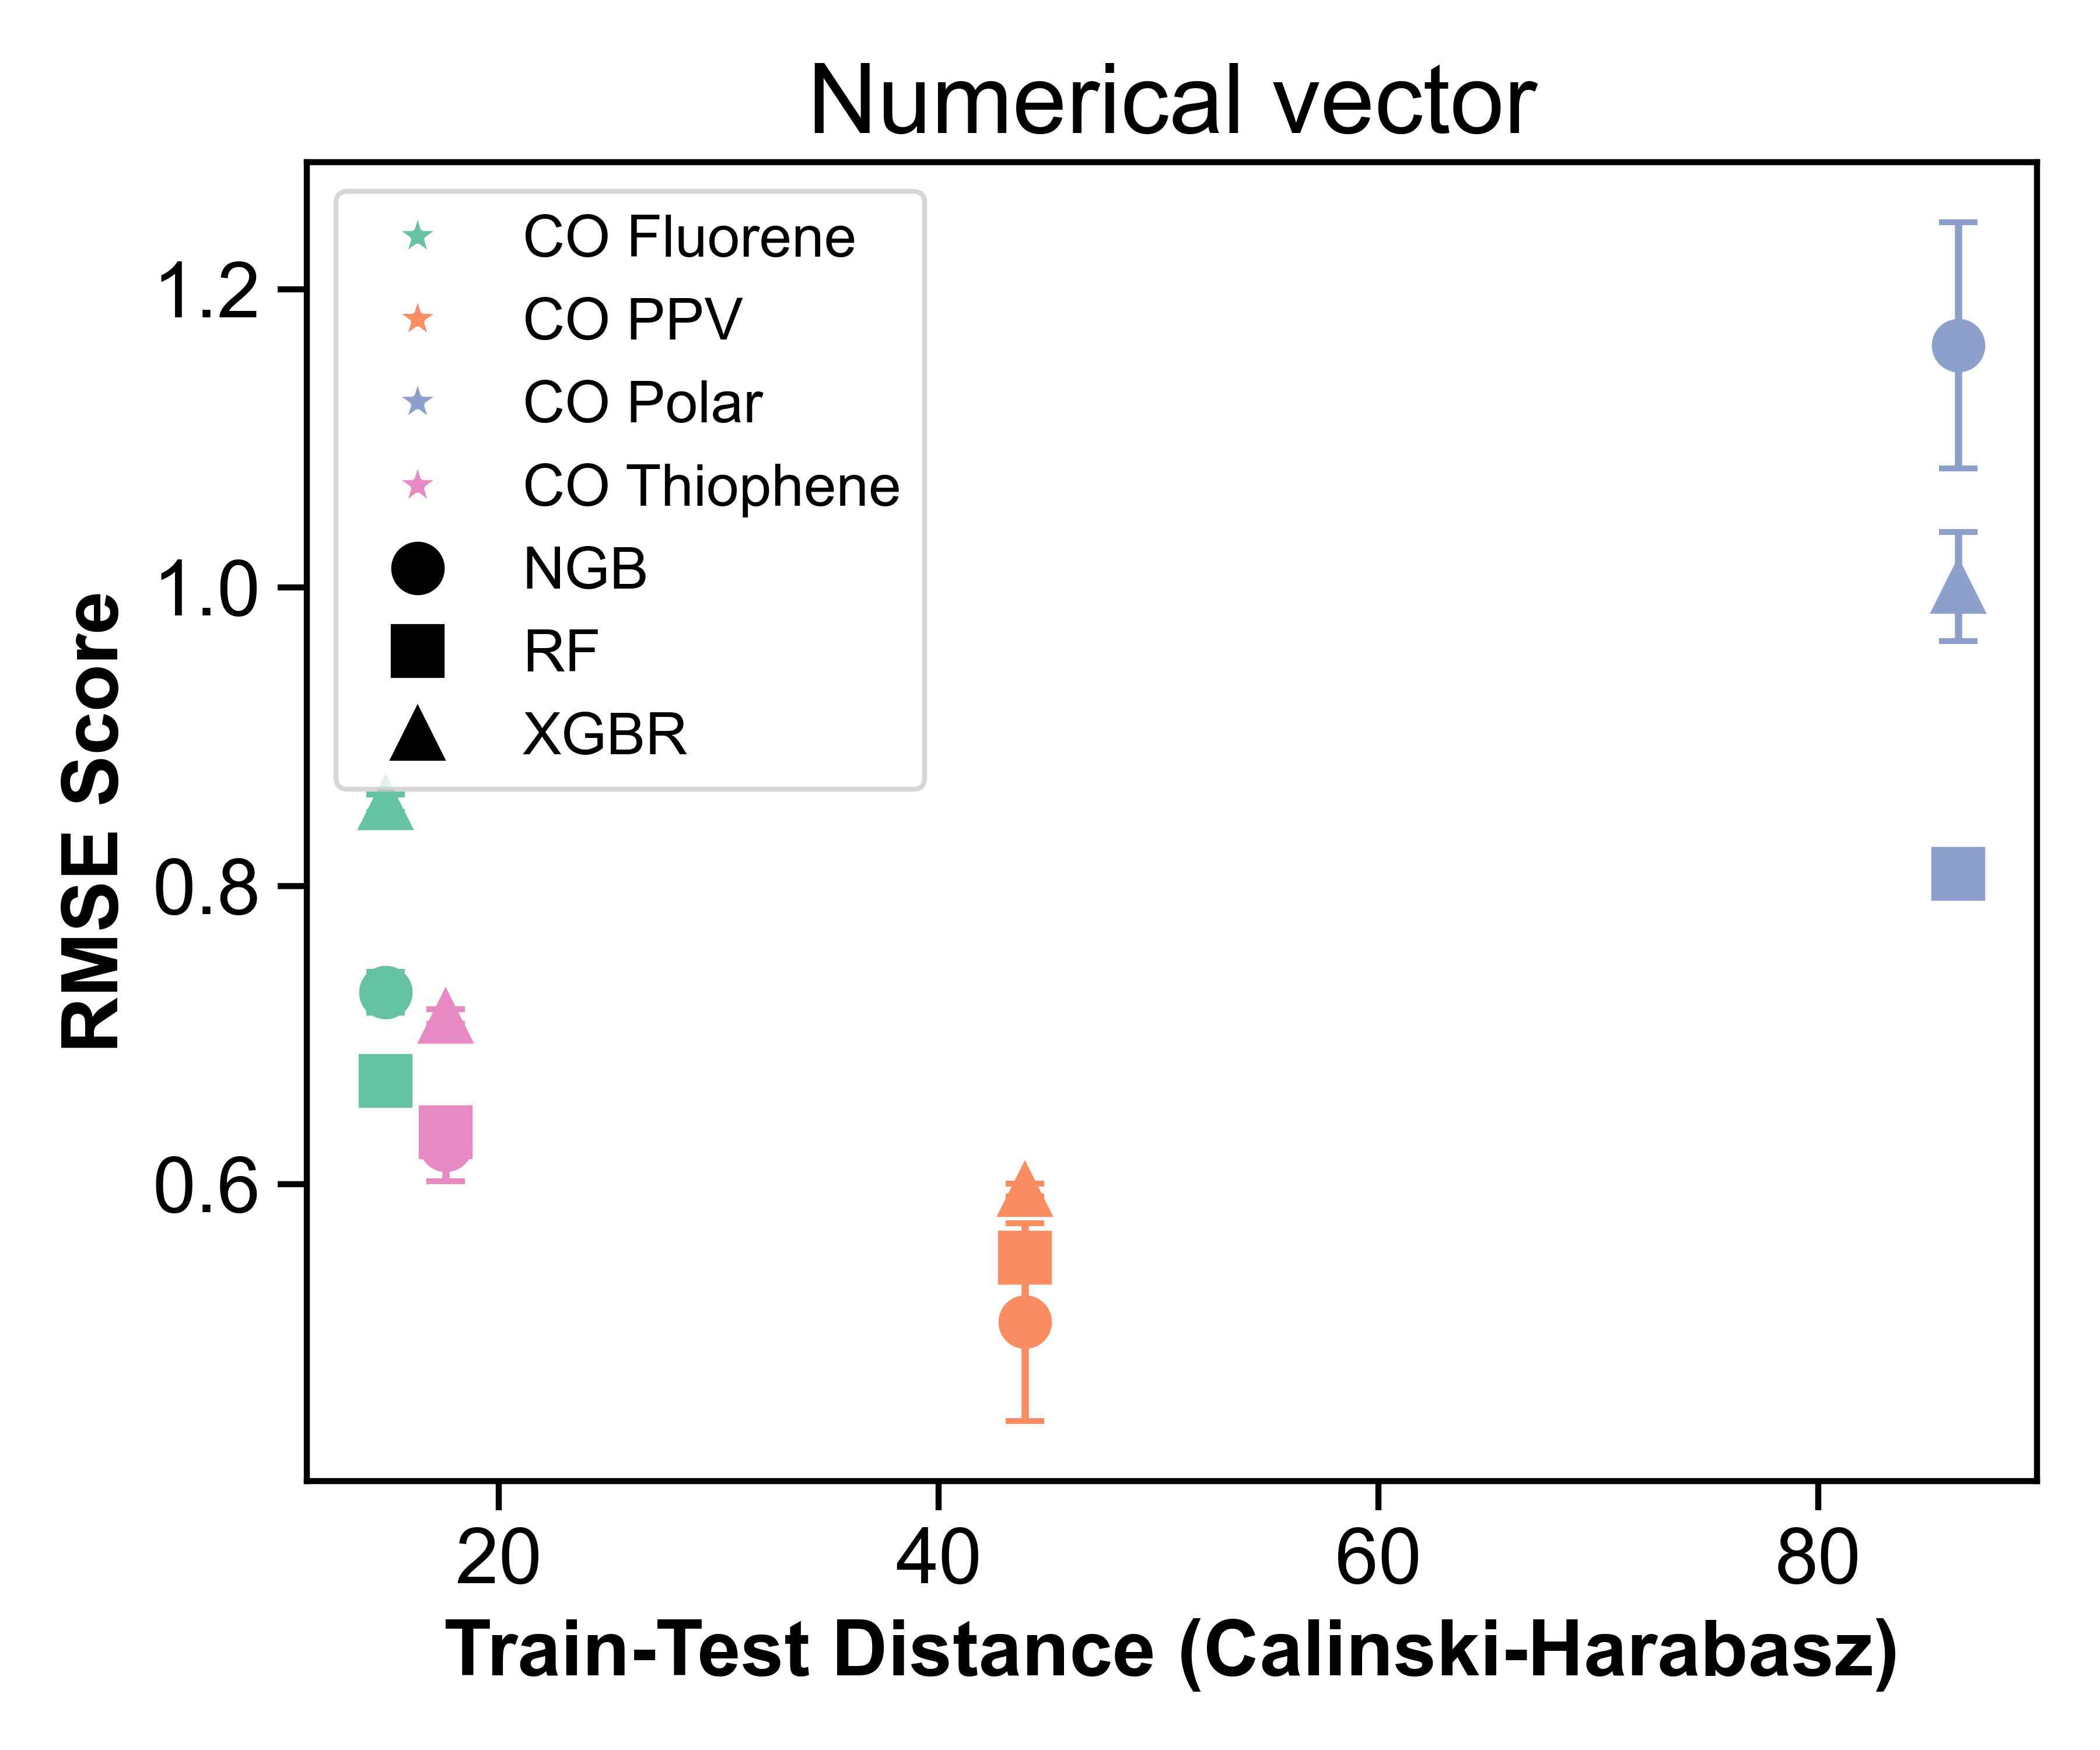 Numerical vector
CO Fluorene
CO PPV
CO Polar
CO Thiophene
NGB
RF
XGBR
RMSE Score
1.2
1.0
0.8
0.6
20 40 60 80
Train-Test Distance (Calinski-Harabasz)